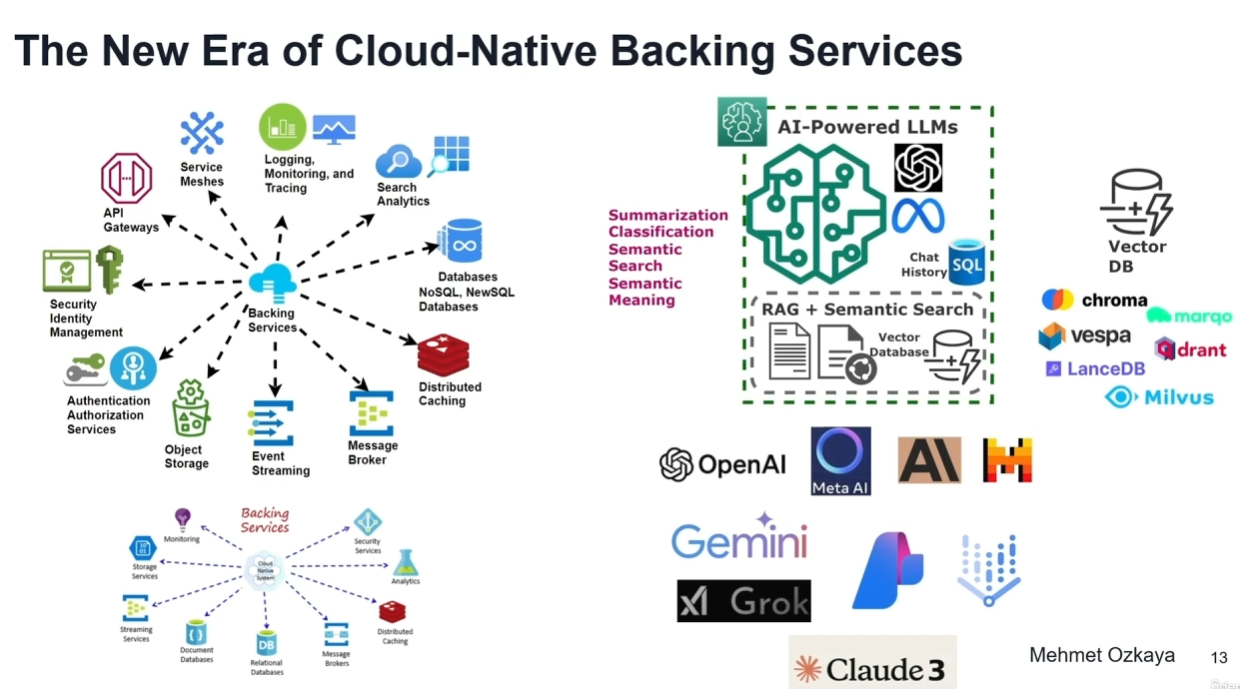 The New Era of Cloud-Native Backing Services
Service
Meshes
Logging,
Monitoring, and
Tracing
Search
Analytics
API
Gateways
Databases
NoSQL, NewSQL
Databases
Security
Identity
Management
Backing
Services
Distributed
Caching
Authentication
Authorization
Services
Object
Storage
Event
Streaming
Message
Broker
Backing
Services
Monitoring
Security
Services
Storage
Services
Cloud
Native
System
Analytics
Streaming
Services
Document
Databases
DB
Relational
Databases
Message
Brokers
Distributed
Caching
AI-Powered LLMs
Summarization
Classification
Semantic
Search
Semantic
Meaning
Chat
History
SQL
RAG + Semantic Search
Vector
Database
Vector
DB
chroma
marqo
vespa
qdrant
LanceDB
Milvus
OpenAI
Meta AI
Gemini
Grok
Claude 3
Mehmet Ozkaya
13